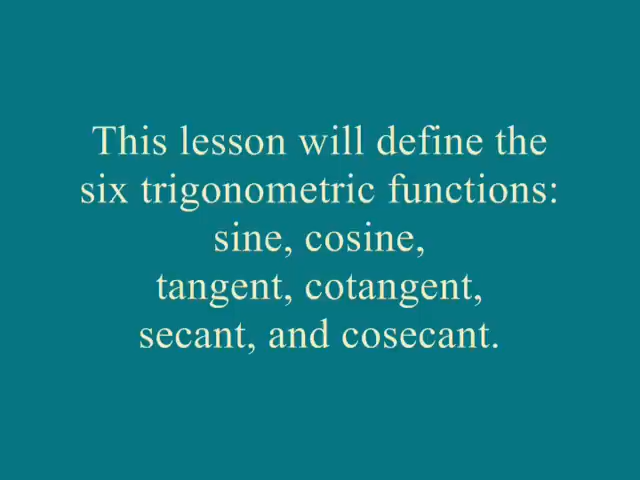 This lesson will define the
six trigonometric functions:
sine, cosine,
tangent, cotangent,
secant, and cosecant.